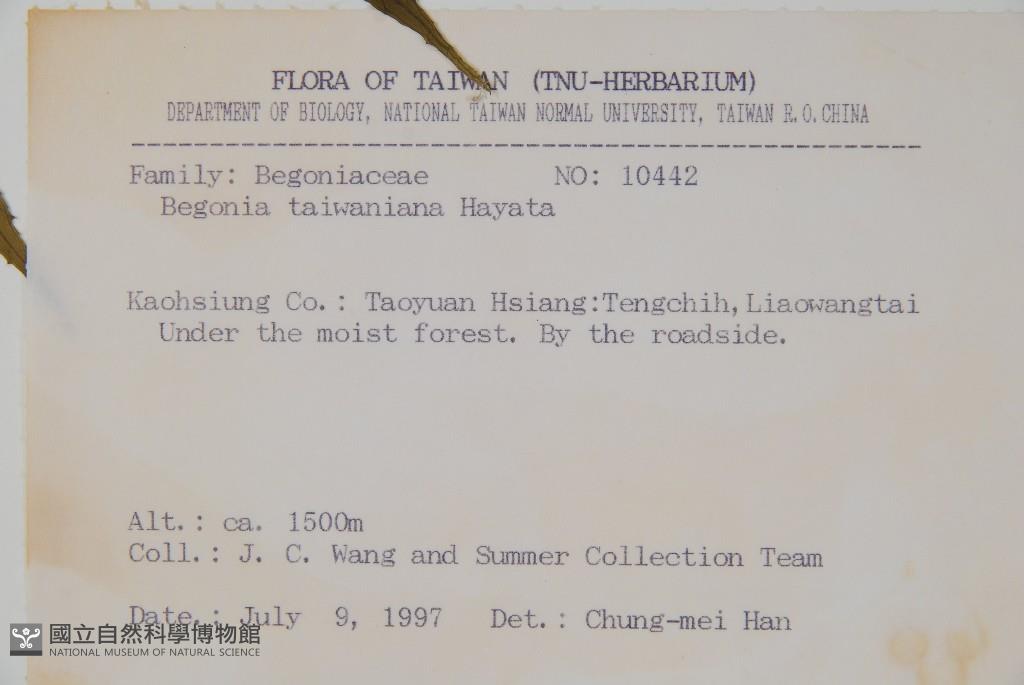 FLORA OF TAIWAN (TNU-HERBARIUM)
DEPARTMENT OF BIOLOGY, NATIONAL TAIWAN NORMAL UNIVERSITY, TAIWAN R.O.CHINA
Family: Begoniaceae NO: 10442
Begonia taiwaniana Hayata
Kaohsiung Co.: Taoyuan Hsiang:Tengchih, Liaowangtai
Under the moist forest. By the roadside.
Alt.: ca. 1500m
Coll.: J. C. Wang and Summer Collection Team
Date.: July 9, 1997 Det.: Chung-mei Han
國立自然科學博物館
NATIONAL MUSEUM OF NATURAL SCIENCE